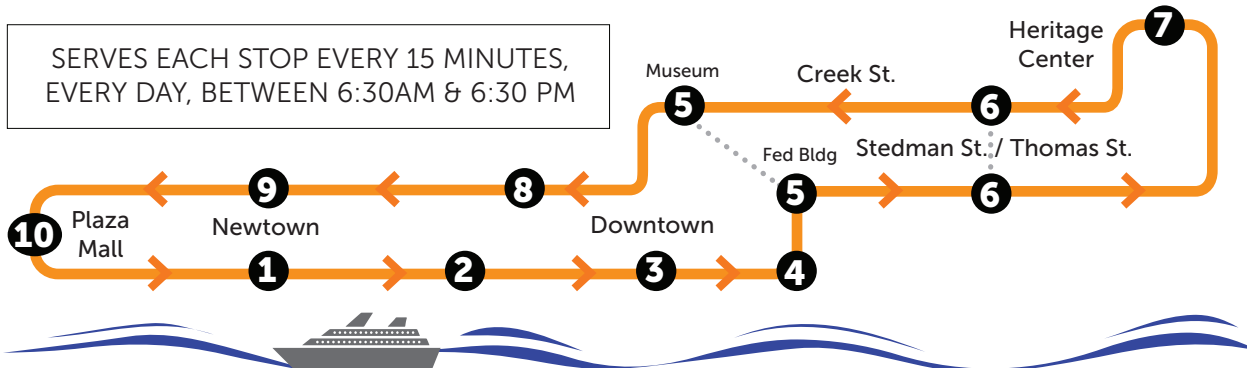 SERVES EACH STOP EVERY 15 MINUTES,
EVERY DAY, BETWEEN 6:30AM & 6:30 PM
7
Heritage
Center
Museum
Creek St.
5
6
Fed Bldg
Stedman St. / Thomas St.
5
6
9
8
10
Plaza
Mall
Newtown
Downtown
1
2
3
4